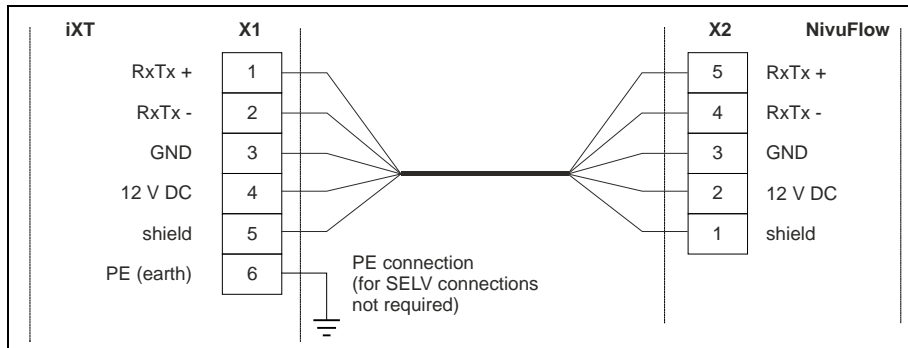 iXT X1 X2 NivuFlow
RxTx + 1 5 RxTx +
RxTx - 2 4 RxTx -
GND 3 3 GND
12 V DC 4 2 12 V DC
shield 5 1 shield
PE (earth) 6
PE connection
(for SELV connections
not required)